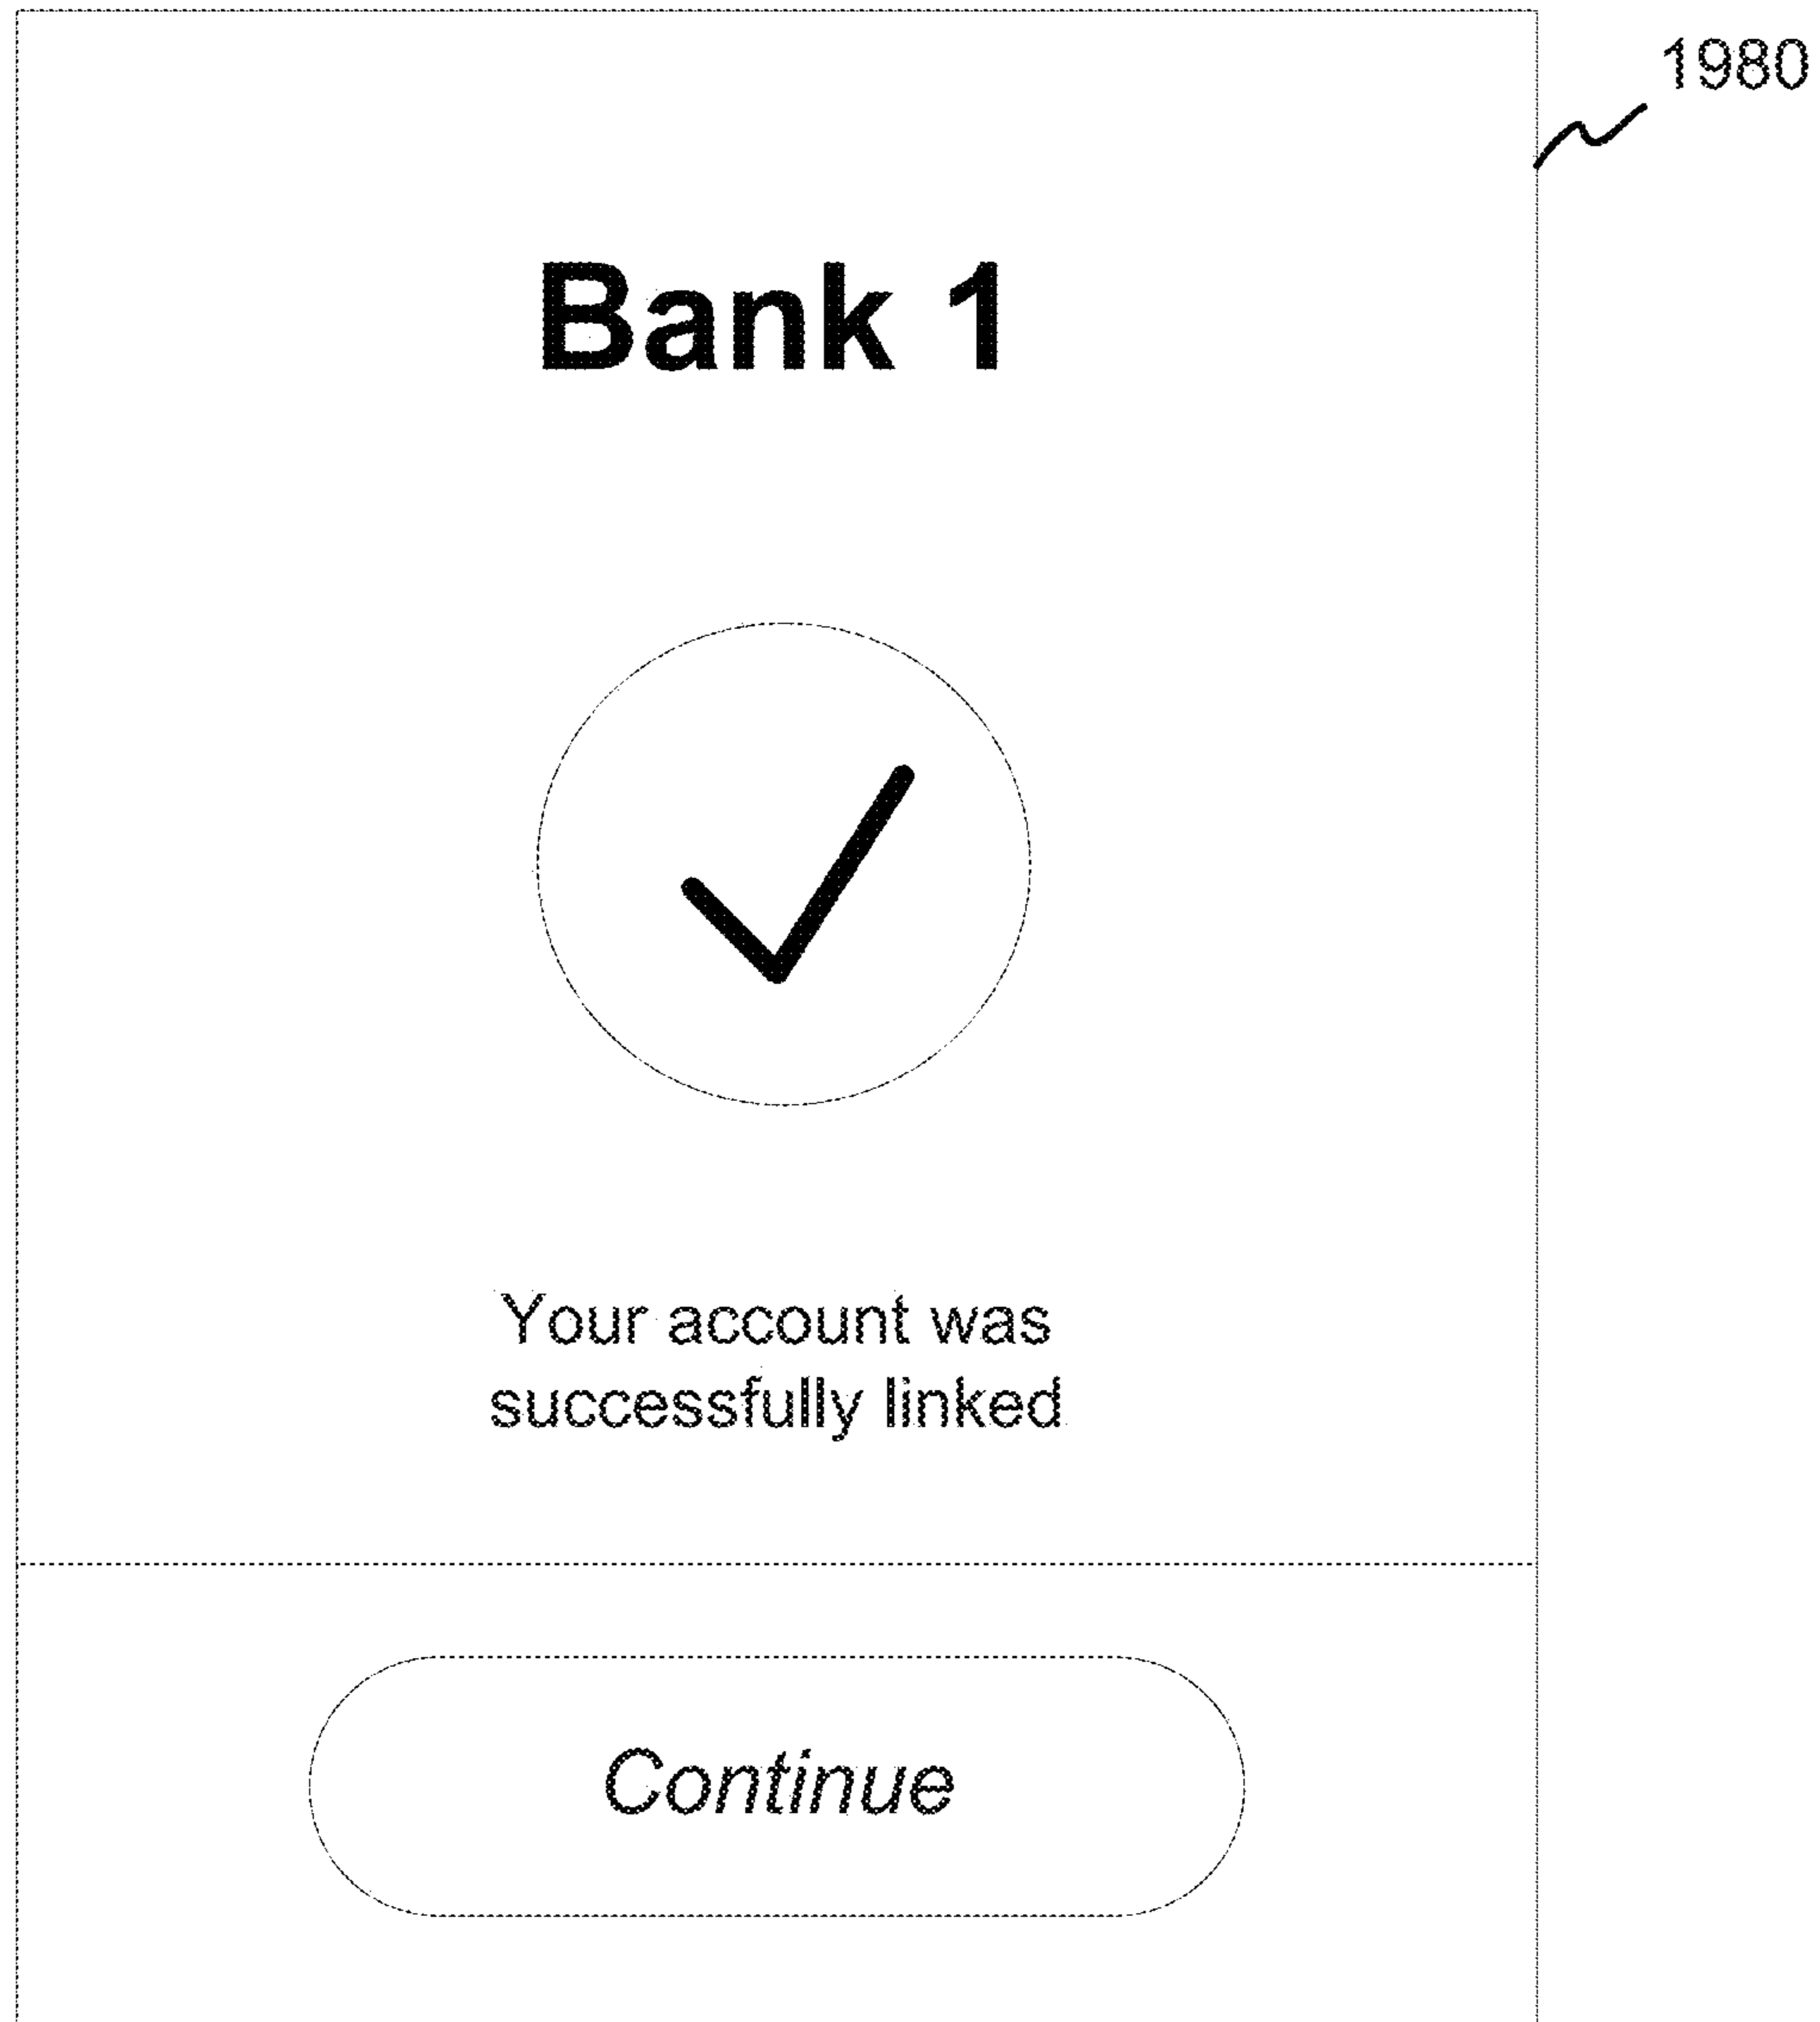 1980
Bank 1
Your account was
successfully linked
Continue